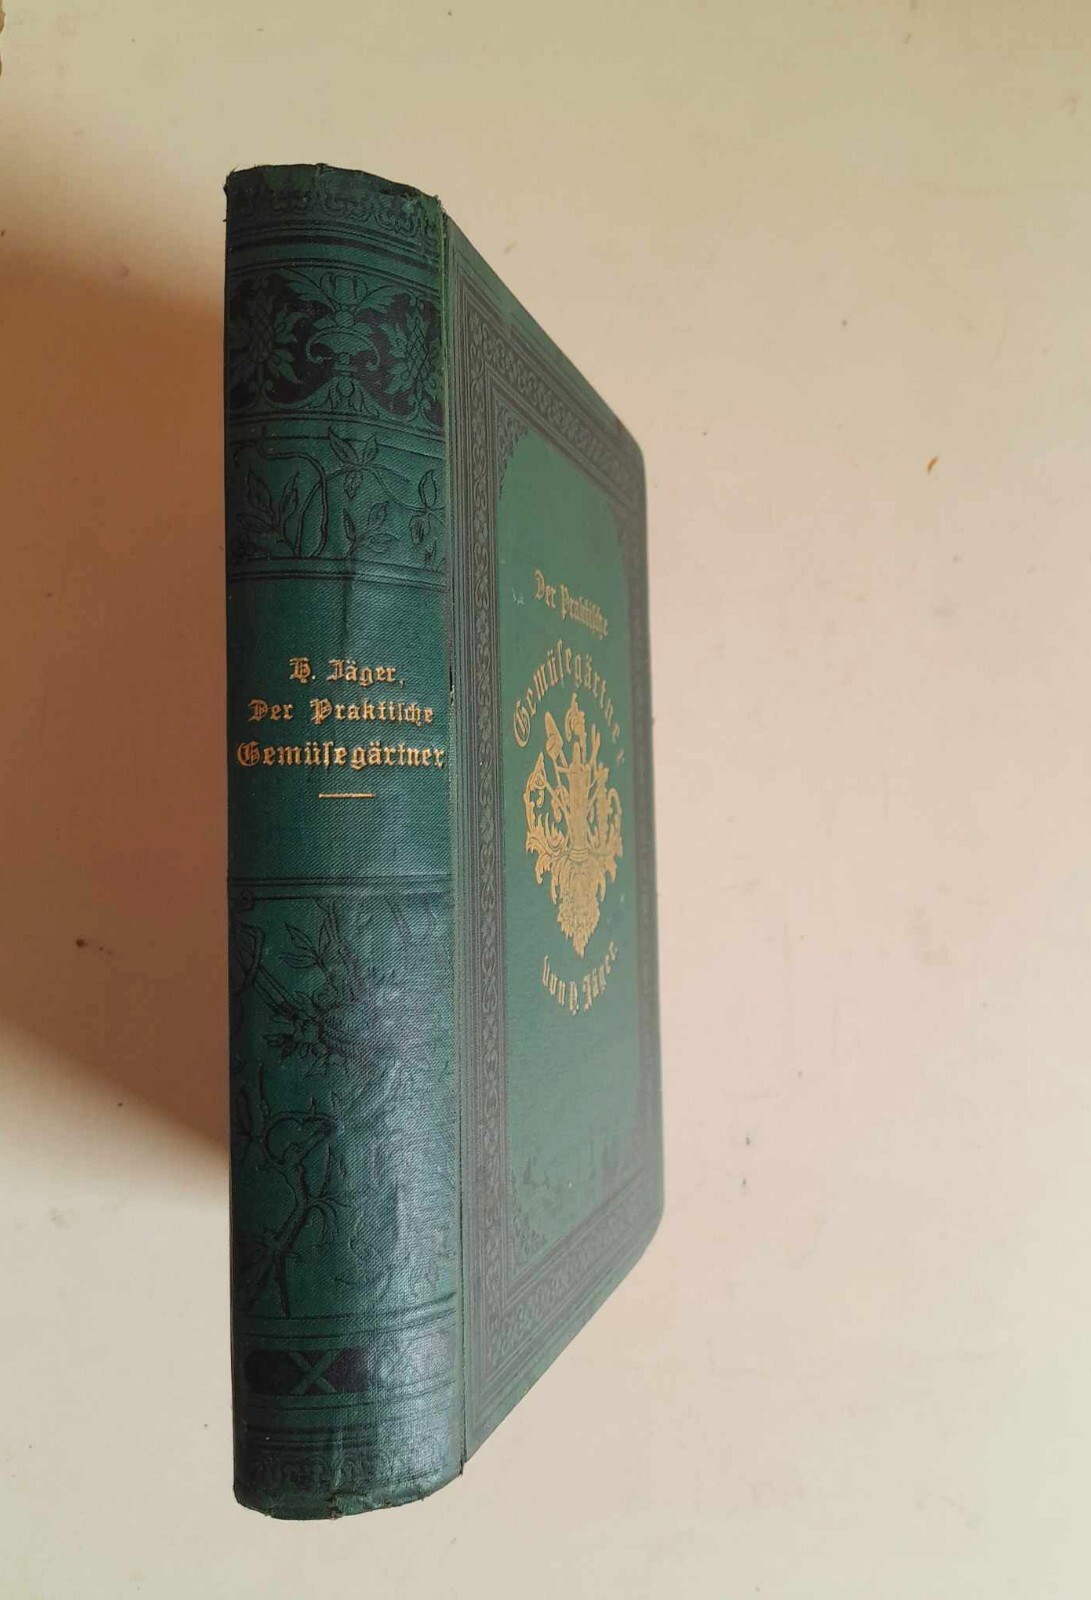 H. Jäger,
Der Praktiſche
Gemüſegärtner
Der Praktiſche
Gemüſegärtner
von H. Jäger.